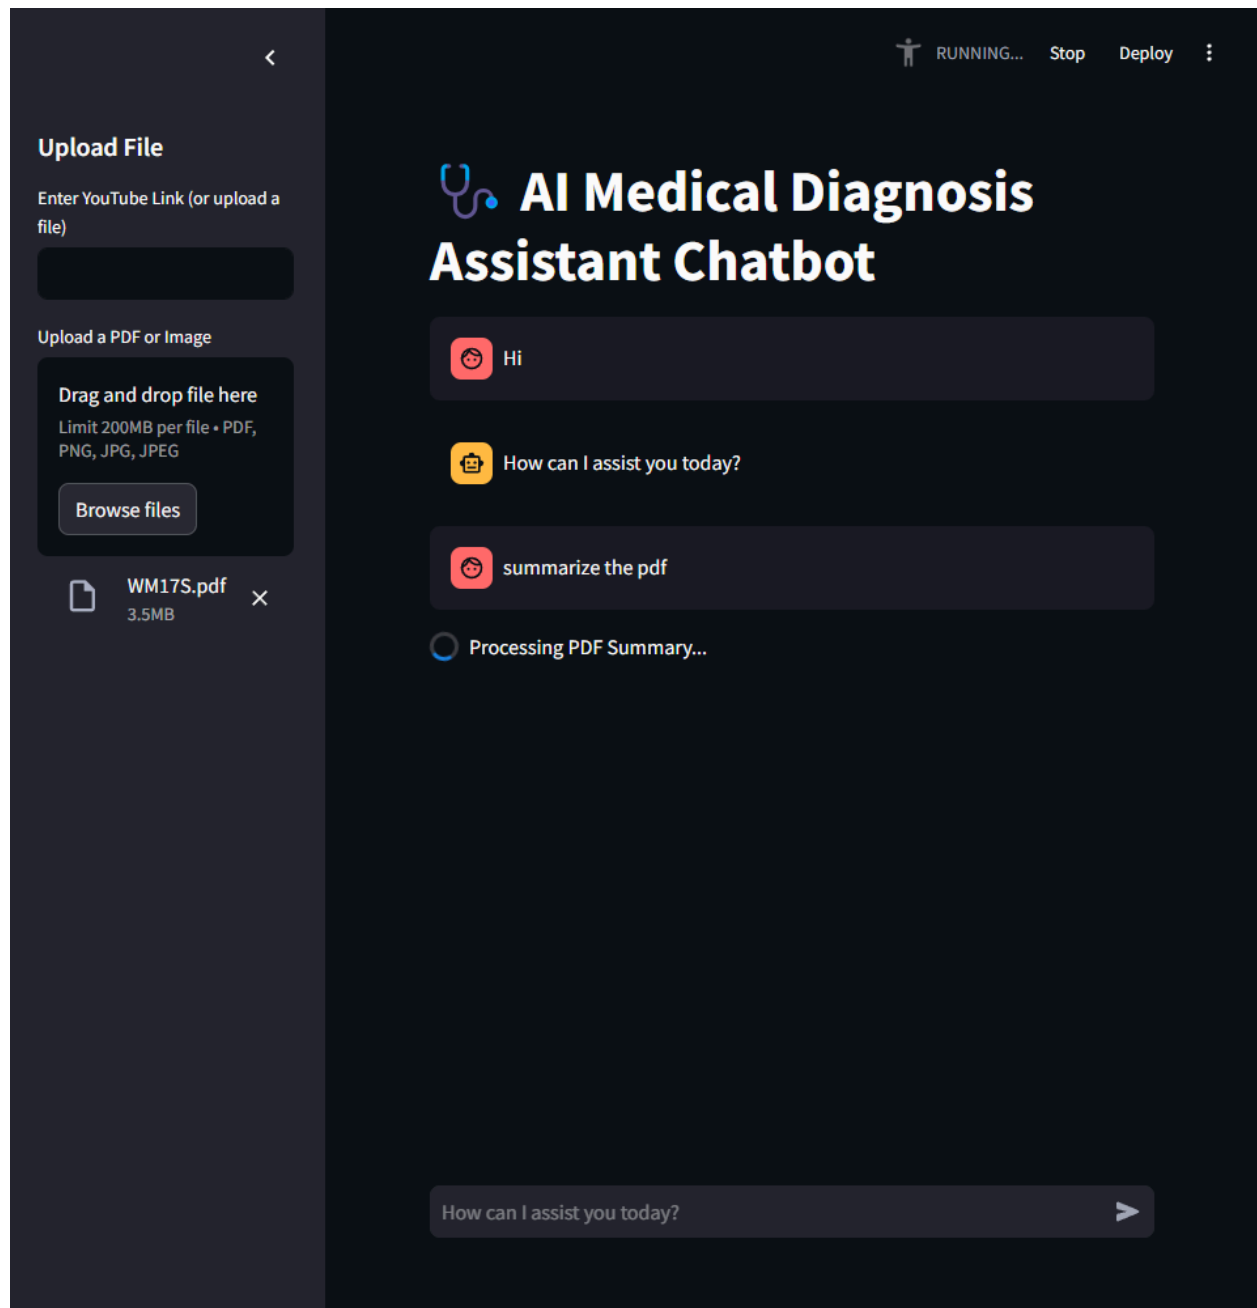 RUNNING...
Stop
Deploy
Upload File
Enter YouTube Link (or upload a
file)
Upload a PDF or Image
Drag and drop file here
Limit 200MB per file • PDF,
PNG, JPG, JPEG
Browse files
WM17S.pdf
3.5MB
AI Medical Diagnosis
Assistant Chatbot
Hi
How can I assist you today?
summarize the pdf
Processing PDF Summary...
How can I assist you today?